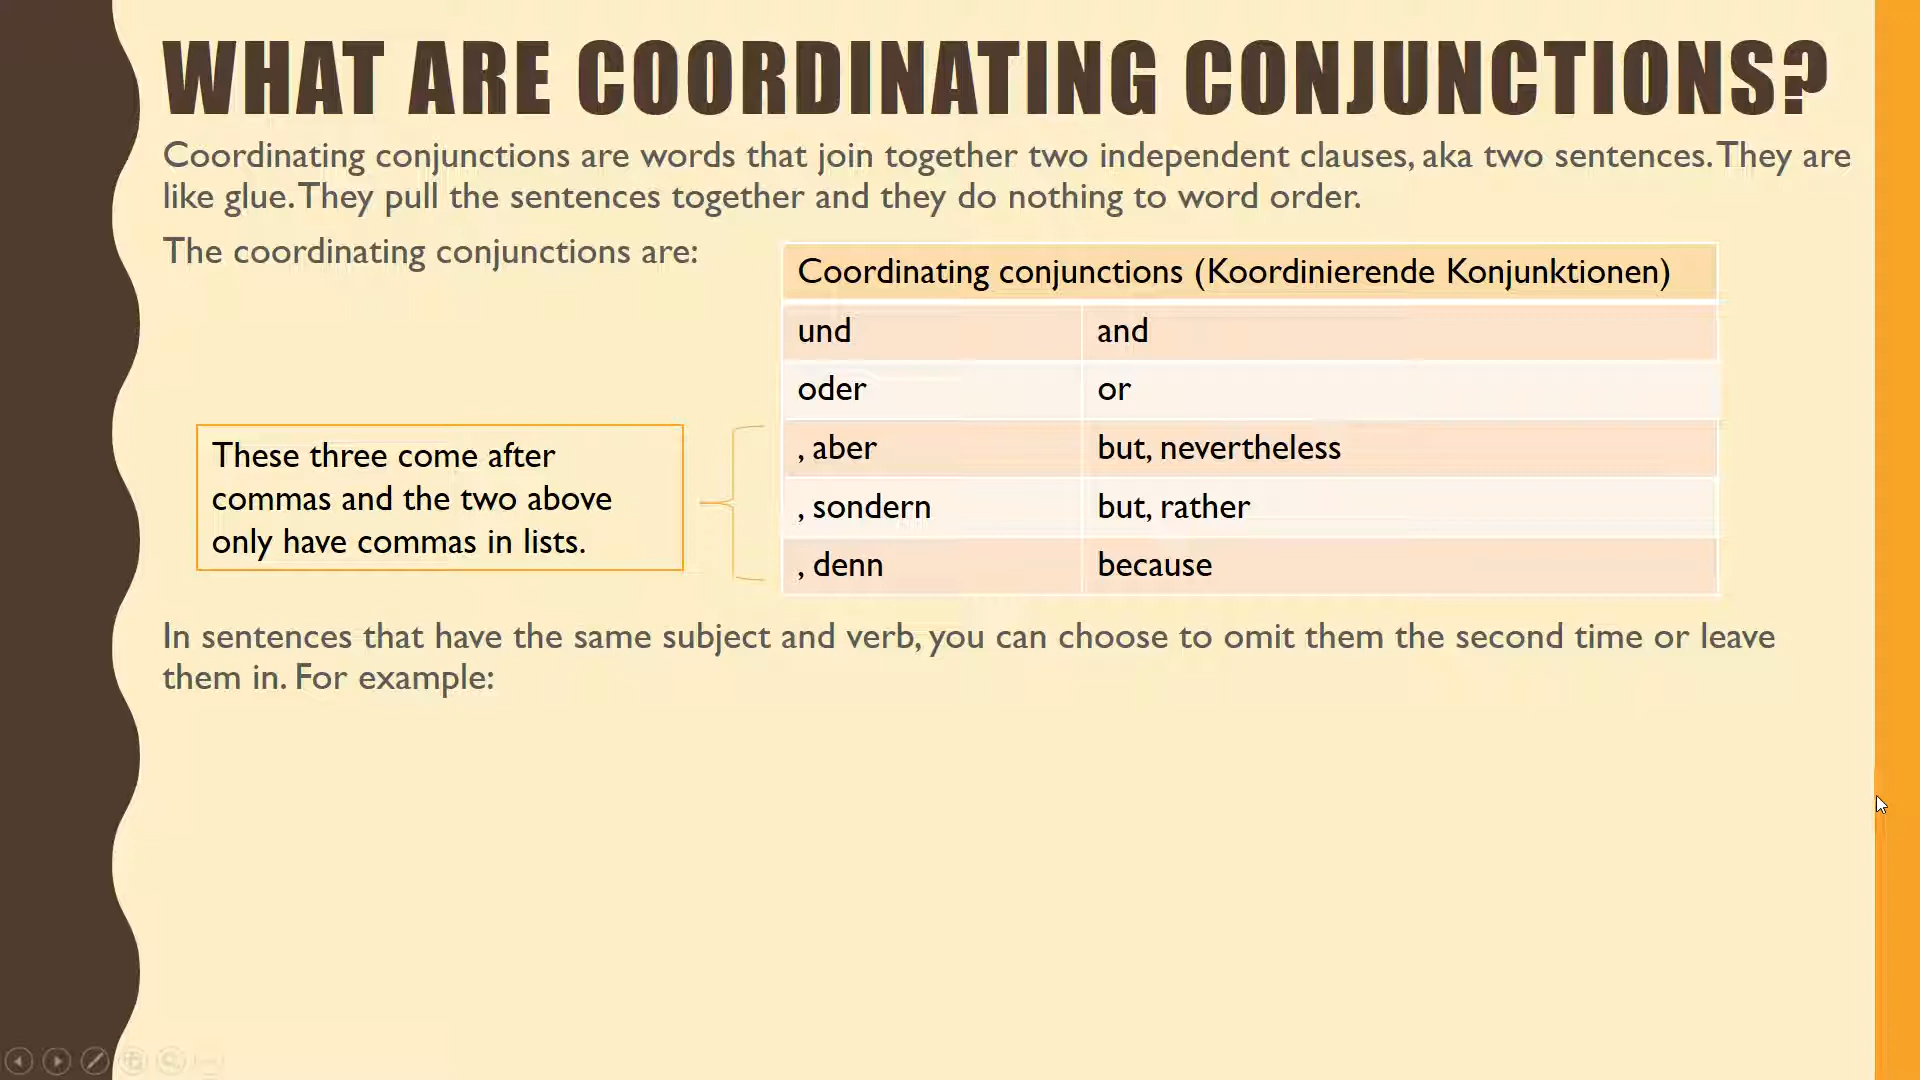 WHAT ARE COORDINATING CONJUNCTIONS?
Coordinating conjunctions are words that join together two independent clauses, aka two sentences. They are
like glue. They pull the sentences together and they do nothing to word order.
The coordinating conjunctions are:
Coordinating conjunctions (Koordinierende Konjunktionen)
und and
oder or
, aber but, nevertheless
, sondern but, rather
, denn because
These three come after
commas and the two above
only have commas in lists.
In sentences that have the same subject and verb, you can choose to omit them the second time or leave
them in. For example: